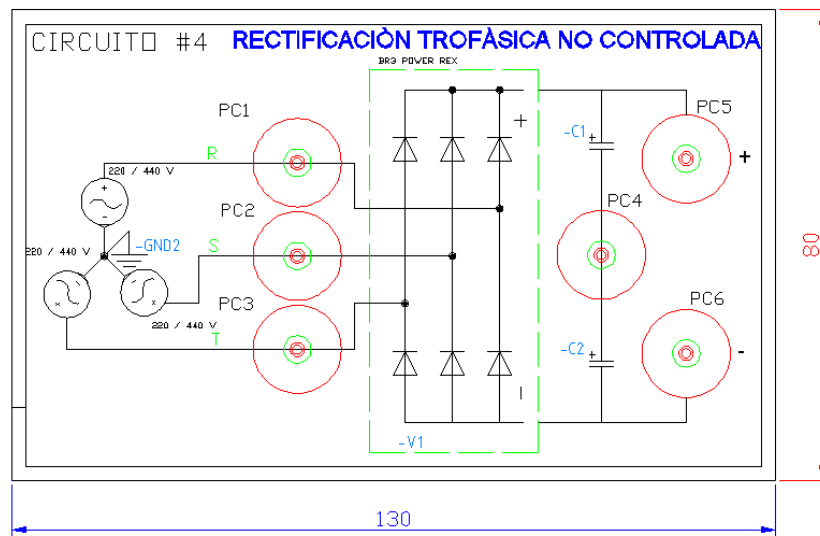 CIRCUITO #4 RECTIFICACIÒN TROFÀSICA NO CONTROLADA
BR3 POWER REX
PC1
R
220 / 440 V
PC2
S
-GND2
220 / 440 V
PC3
220 / 440 V
T
+
-
-V1
-C1
+
PC5
+
PC4
PC6
-C2
+
-
80
130